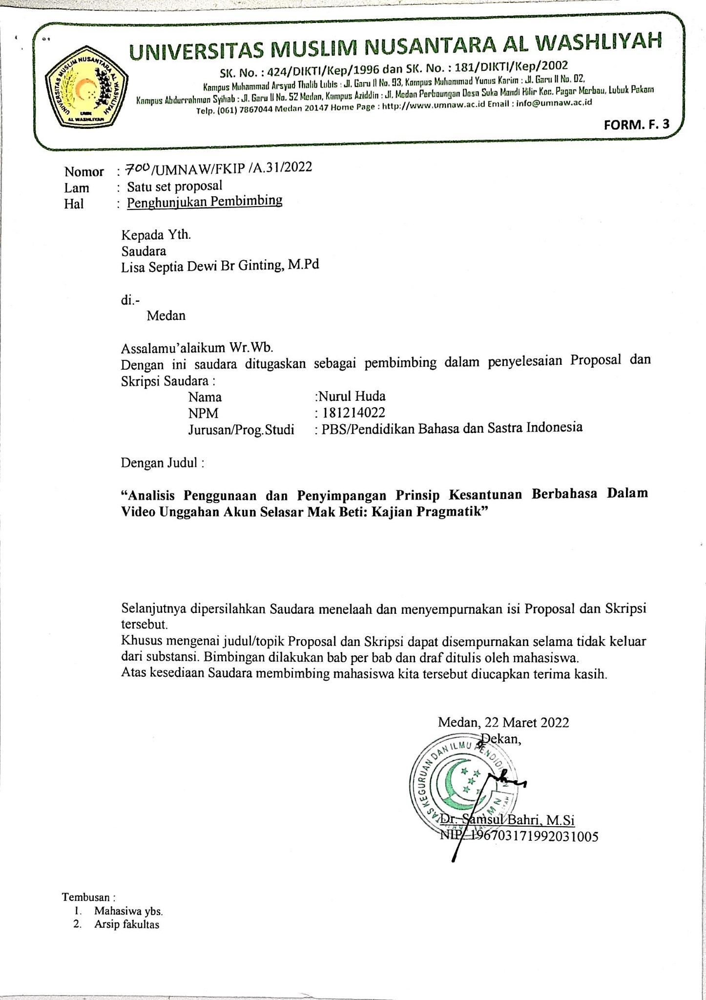 UNIVERSITAS MUSLIM NUSANTARA AL WASHLIYAH
SK. No. : 424/DIKTI/Kep/1996 dan SK. No. : 181/DIKTI/Kep/2002
Kampus Muhammad Arsyad Thalib Lubis : Jl. Garu II No. 93, Kampus Muhammad Yunus Karim : Jl. Garu II No. 02,
Kampus Abdurrahman Syihab : Jl. Garu II No. 52 Medan, Kampus Aziddin : Jl. Medan Perbaungan Desa Suka Mandi Hilir Kec. Pagar Merbau, Lubuk Pakam
Telp. (061) 7867044 Medan 20147 Home Page : http://www.umnaw.ac.id Email : info@umnaw.ac.id
FORM. F. 3
UNIVERSITAS MUSLIM NUSANTARA AL WASHLIYAH
UMN
AL WASHLIYAH
Nomor : 700/UMNAW/FKIP /A.31/2022
Lam : Satu set proposal
Hal : Penghunjukan Pembimbing
Kepada Yth.
Saudara
Lisa Septia Dewi Br Ginting, M.Pd
di.-
Medan
Assalamu’alaikum Wr.Wb.
Dengan ini saudara ditugaskan sebagai pembimbing dalam penyelesaian Proposal dan
Skripsi Saudara :
Nama :Nurul Huda
NPM : 181214022
Jurusan/Prog.Studi : PBS/Pendidikan Bahasa dan Sastra Indonesia
Dengan Judul :
“Analisis Penggunaan dan Penyimpangan Prinsip Kesantunan Berbahasa Dalam
Video Unggahan Akun Selasar Mak Beti: Kajian Pragmatik”
Selanjutnya dipersilahkan Saudara menelaah dan menyempurnakan isi Proposal dan Skripsi
tersebut.
Khusus mengenai judul/topik Proposal dan Skripsi dapat disempurnakan selama tidak keluar
dari substansi. Bimbingan dilakukan bab per bab dan draf ditulis oleh mahasiswa.
Atas kesediaan Saudara membimbing mahasiswa kita tersebut diucapkan terima kasih.
Medan, 22 Maret 2022
Dekan,
KEGURUAN DAN ILMU
UMN
Dr. Samsul Bahri, M.Si
NIP. 196703171992031005
Tembusan :
1. Mahasiwa ybs.
2. Arsip fakultas